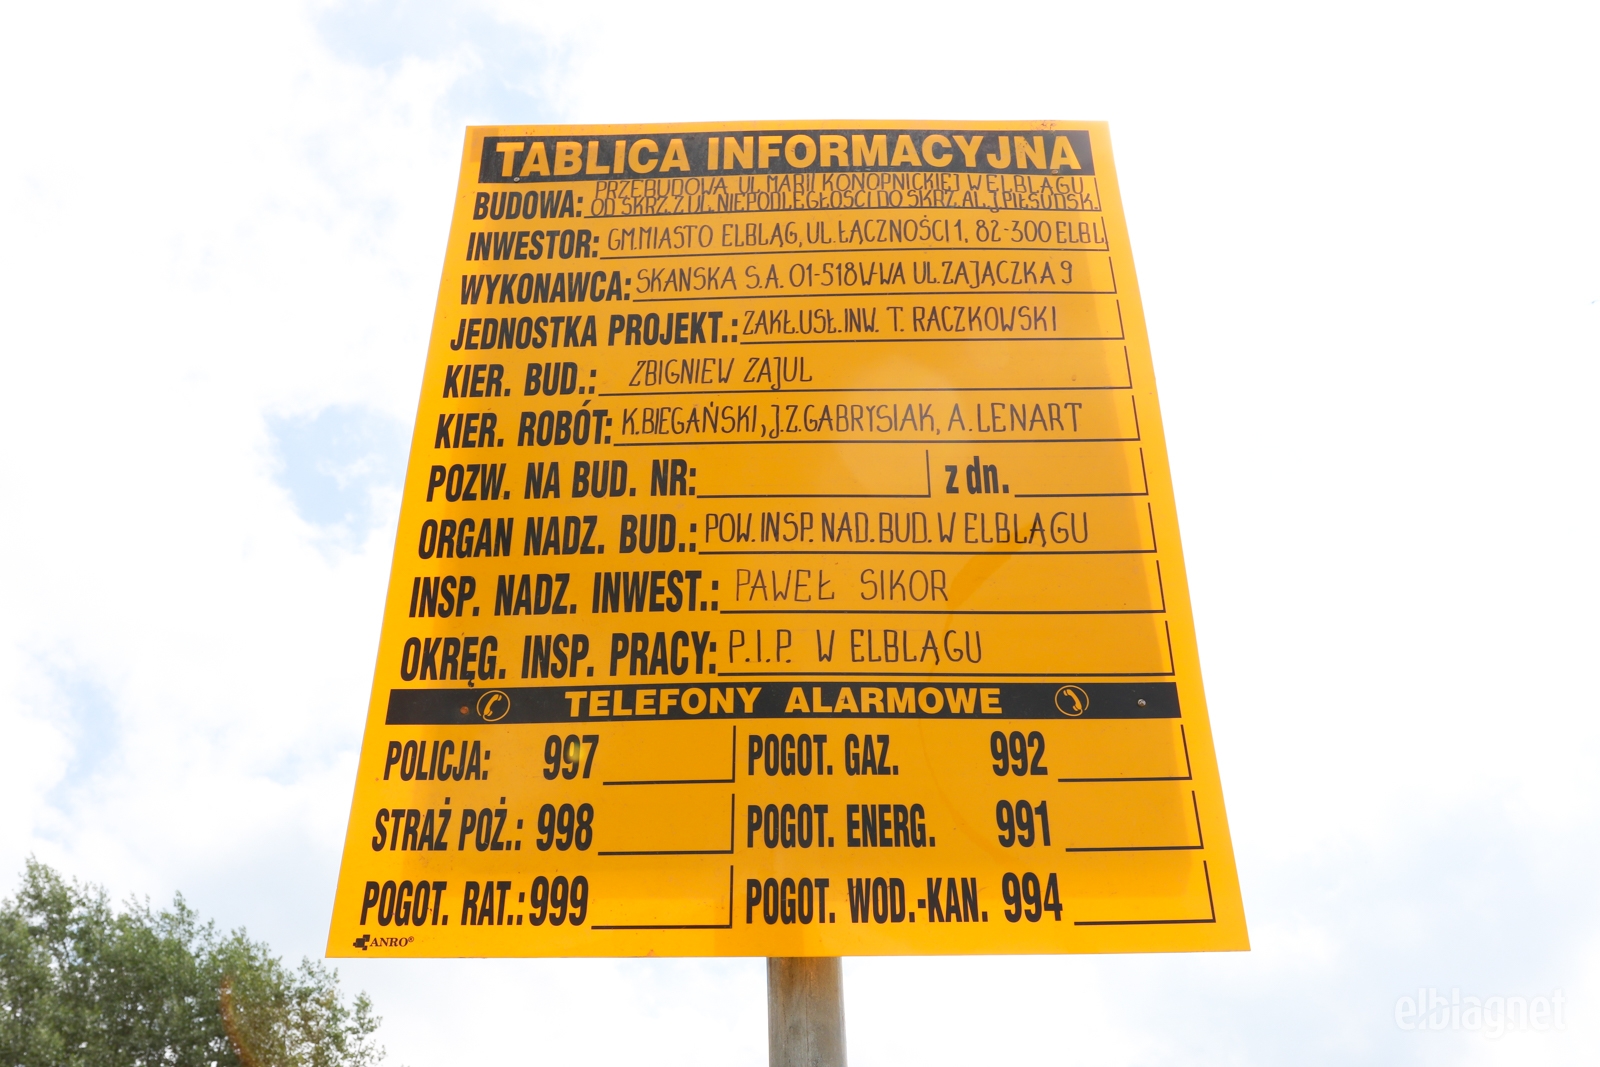 TABLICA INFORMACYJNA
BUDOWA: PRZEBUDOWA UL. MARII KONOPNICKIEJ W ELBLĄGU
OD SKRZ. Z UL. NIEPODLEGŁOŚCI DO SKRZ. AL. J. PIŁSUDSK.
INWESTOR: GM.MIASTO ELBLĄG, UL. ŁĄCZNOŚCI 1, 82-300 ELBL
WYKONAWCA: SKANSKA S.A. 01-518 W-WA UL. ZAJĄCZKA 9
JEDNOSTKA PROJEKT.: ZAKŁ.USŁ.INW. T. RACZKOWSKI
KIER. BUD.: ZBIGNIEW ZAJUL
KIER. ROBÓT: K.BIEGAŃSKI, J.Z.GABRYSIAK, A.LENART
POZW. NA BUD. NR: z dn.
ORGAN NADZ. BUD.: POW.INSP.NAD.BUD. W ELBLĄGU
INSP. NADZ. INWEST.: PAWEŁ SIKOR
OKRĘG. INSP. PRACY: P.I.P. W ELBLĄGU
TELEFONY ALARMOWE
POLICJA: 997 POGOT. GAZ. 992
STRAŻ POŻ.: 998 POGOT. ENERG. 991
POGOT. RAT.: 999 POGOT. WOD.-KAN. 994
ANRO®
elblagnet